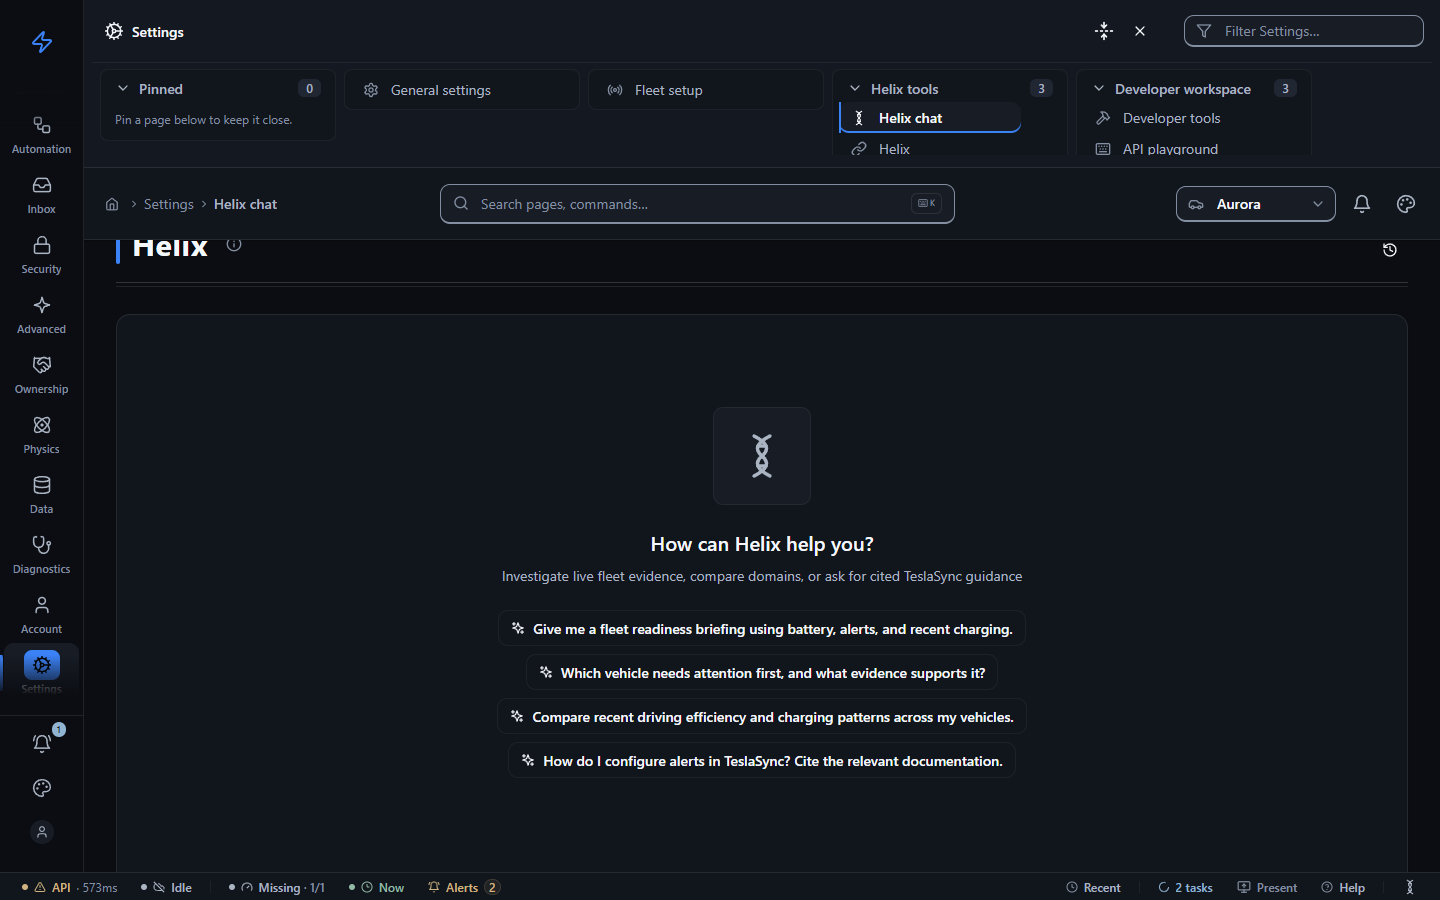 Settings
Filter Settings...
Pinned 0
Pin a page below to keep it close.
General settings
Fleet setup
Helix tools 3
Helix chat
Helix
Developer workspace 3
Developer tools
API playground
Automation
Inbox
Security
Advanced
Ownership
Physics
Data
Diagnostics
Account
Settings
1
Settings
Helix chat
Search pages, commands...
K
Aurora
Helix
How can Helix help you?
Investigate live fleet evidence, compare domains, or ask for cited TeslaSync guidance
Give me a fleet readiness briefing using battery, alerts, and recent charging.
Which vehicle needs attention first, and what evidence supports it?
Compare recent driving efficiency and charging patterns across my vehicles.
How do I configure alerts in TeslaSync? Cite the relevant documentation.
API · 573ms
Idle
Missing · 1/1
Now
Alerts 2
Recent
2 tasks
Present
Help